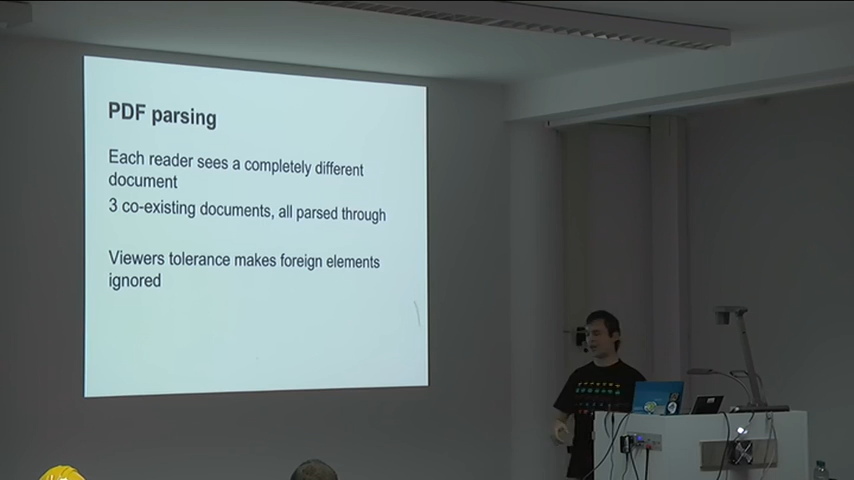 PDF parsing
Each reader sees a completely different
document
3 co-existing documents, all parsed through
Viewers tolerance makes foreign elements
ignored